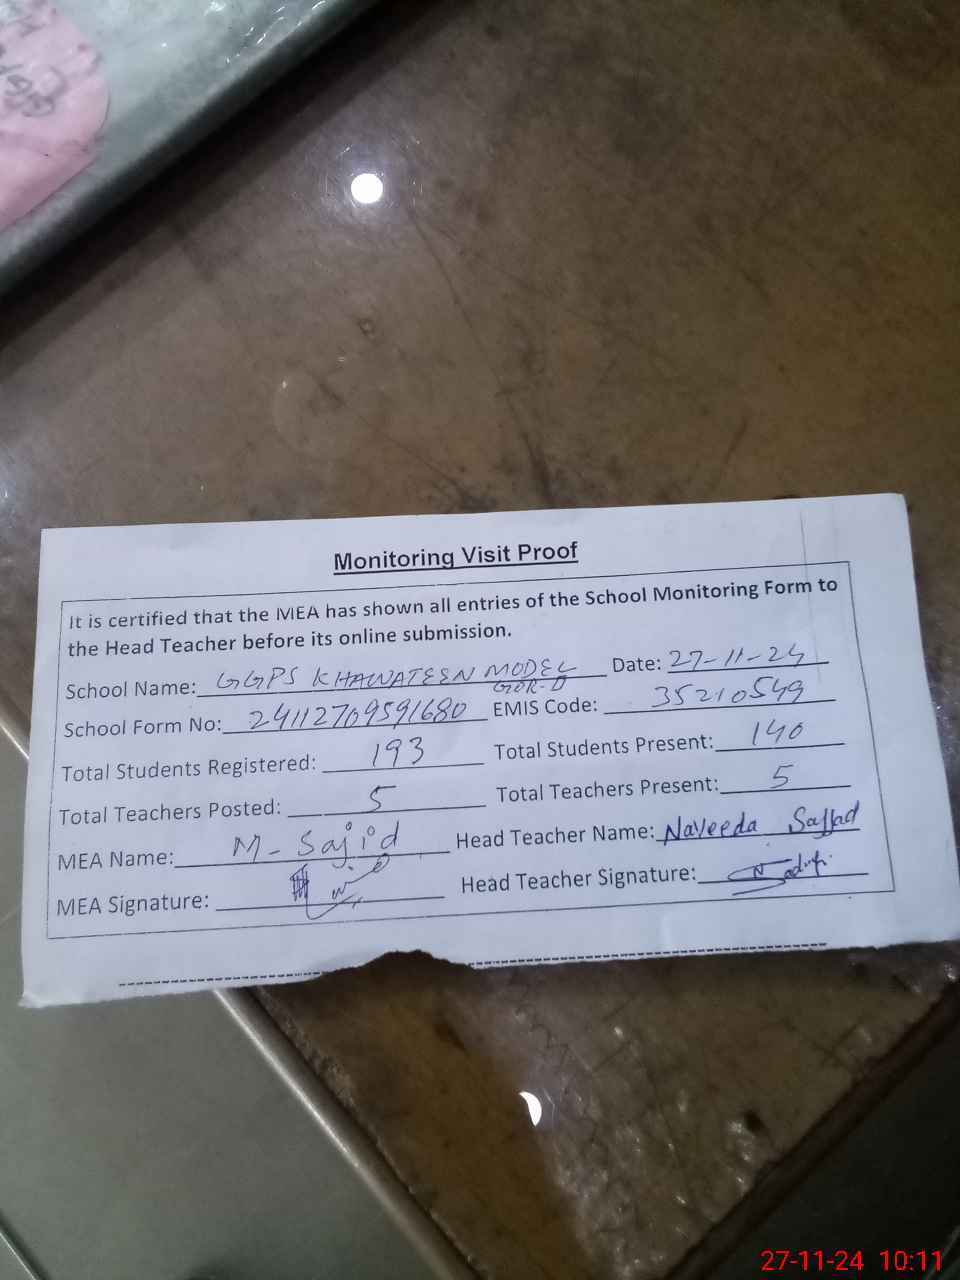 Monitoring Visit Proof
It is certified that the MEA has shown all entries of the School Monitoring Form to
the Head Teacher before its online submission.
School Name: GGPS KHAWATEEN MODEL Date: 27-11-24
GOR-D
School Form No: 24112709591680 EMIS Code: 35210549
Total Students Registered: 193 Total Students Present: 140
Total Teachers Posted: 5 Total Teachers Present: 5
MEA Name: M-Sajid Head Teacher Name: Naveeda Sajjad
MEA Signature: Head Teacher Signature:
27-11-24 10:11